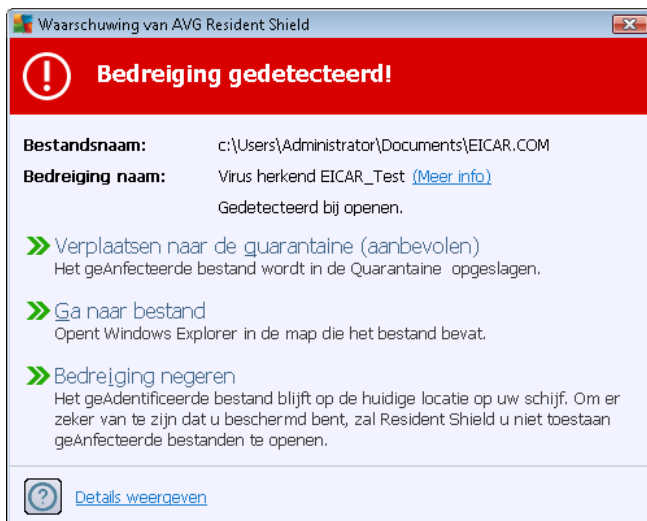 Waarschuwing van AVG Resident Shield
Bedreiging gedetecteerd!
Bestandsnaam: c:\Users\Administrator\Documents\EICAR.COM
Bedreiging naam: Virus herkend EICAR_Test (Meer info)
Gedetecteerd bij openen.
Verplaatsen naar de quarantaine (aanbevolen)
Het geAnfecteerde bestand wordt in de Quarantaine opgeslagen.
Ga naar bestand
Opent Windows Explorer in de map die het bestand bevat.
Bedreiging negeren
Het geAdentificeerde bestand blijft op de huidige locatie op uw schijf. Om er
zeker van te zijn dat u beschermd bent, zal Resident Shield u niet toestaan
geAnfecteerde bestanden te openen.
Details weergeven